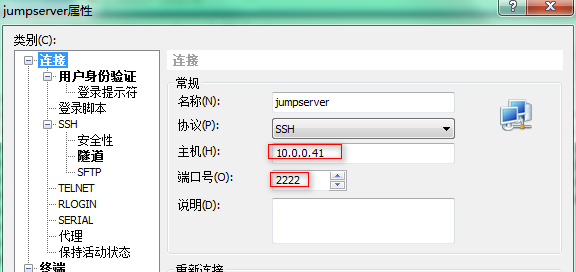 jumpserver属性
类别(C):
连接
用户身份验证
登录提示符
登录脚本
SSH
安全性
隧道
SFTP
TELNET
RLOGIN
SERIAL
代理
保持活动状态
终端
连接
常规
名称(N): jumpserver
协议(P): SSH
主机(H): 10.0.0.41
端口号(O): 2222
说明(D):
重新连接